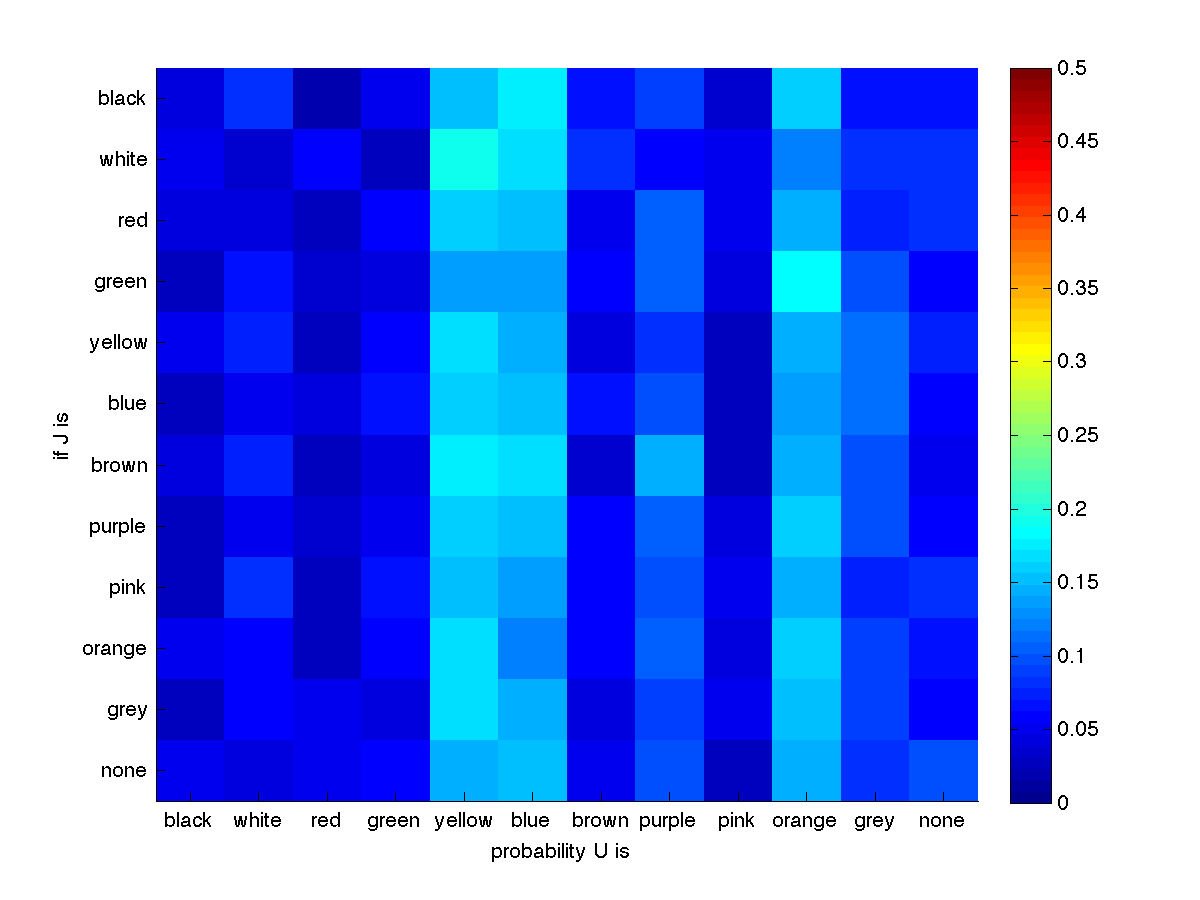 black
white
red
green
yellow
blue
brown
purple
pink
orange
grey
none
if J is
black white red green yellow blue brown purple pink orange grey none
probability U is
0.5
0.45
0.4
0.35
0.3
0.25
0.2
0.15
0.1
0.05
0